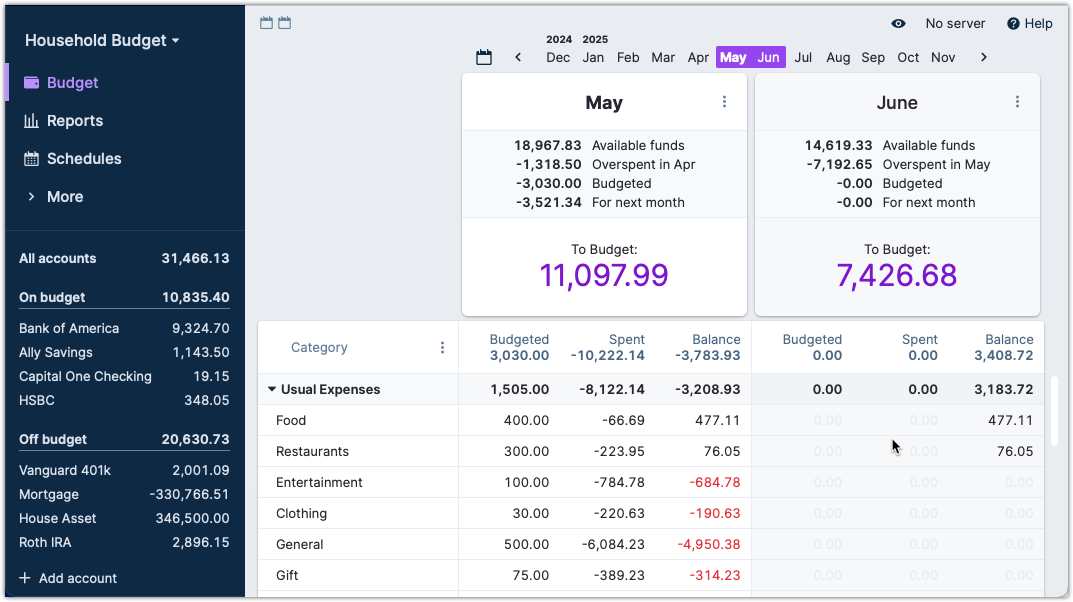 Household Budget
Budget
Reports
Schedules
More
All accounts 31,466.13
On budget 10,835.40
Bank of America 9,324.70
Ally Savings 1,143.50
Capital One Checking 19.15
HSBC 348.05
Off budget 20,630.73
Vanguard 401k 2,001.09
Mortgage -330,766.51
House Asset 346,500.00
Roth IRA 2,896.15
Add account
No server Help
2024 2025
Dec Jan Feb Mar Apr May Jun Jul Aug Sep Oct Nov
May
18,967.83 Available funds
-1,318.50 Overspent in Apr
-3,030.00 Budgeted
-3,521.34 For next month
To Budget:
11,097.99
June
14,619.33 Available funds
-7,192.65 Overspent in May
-0.00 Budgeted
-0.00 For next month
To Budget:
7,426.68
Category Budgeted Spent Balance Budgeted Spent Balance
3,030.00 -10,222.14 -3,783.93 0.00 0.00 3,408.72
Usual Expenses 1,505.00 -8,122.14 -3,208.93 0.00 0.00 3,183.72
Food 400.00 -66.69 477.11 0.00 0.00 477.11
Restaurants 300.00 -223.95 76.05 0.00 0.00 76.05
Entertainment 100.00 -784.78 -684.78 0.00 0.00 0.00
Clothing 30.00 -220.63 -190.63 0.00 0.00 0.00
General 500.00 -6,084.23 -4,950.38 0.00 0.00 0.00
Gift 75.00 -389.23 -314.23 0.00 0.00 0.00